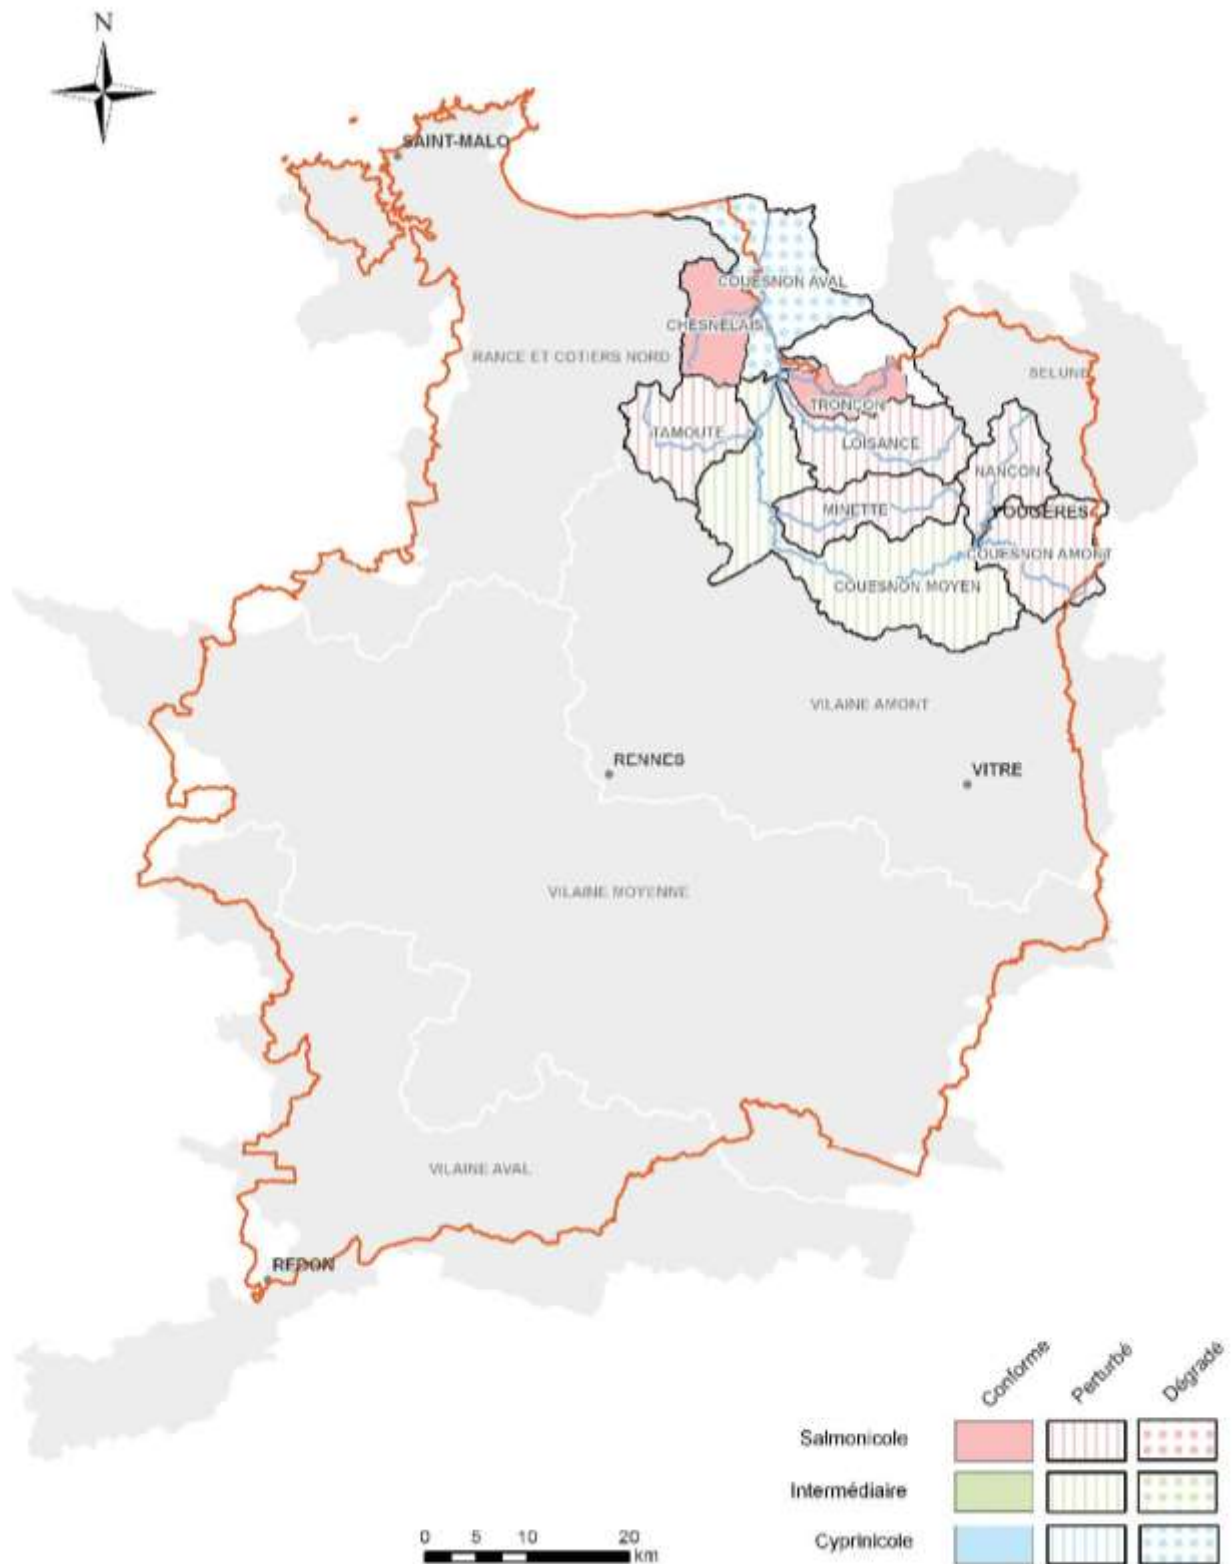 N
SAINT-MALO
COUESNON AVAL
CHESNELAIS
RANCE ET COTIERS NORD
SELUNE
TRONÇON
TAMOUTE
LOISANCE
NANCON
MINETTE
FOUGERES
COUESNON AMONT
COUESNON MOYEN
VILAINE AMONT
RENNES
VITRE
VILAINE MOYENNE
VILAINE AVAL
REDON
Conforme Perturbé Dégradé
Salmonicole
Intermédiaire
Cyprinicole
0 5 10 20
km